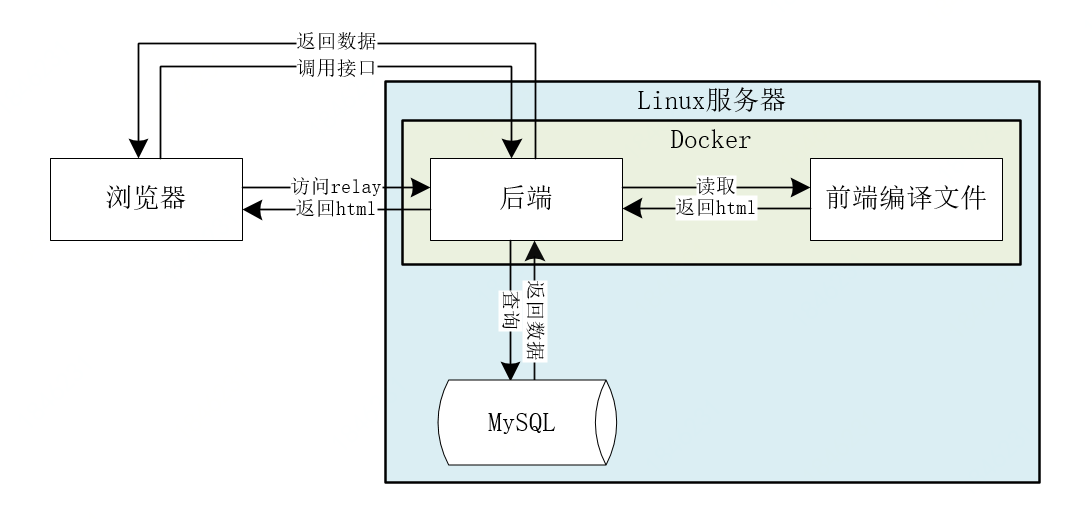 返回数据
调用接口
Linux服务器
Docker
浏览器
访问relay
返回html
后端
读取
返回html
前端编译文件
查询
返回数据
MySQL